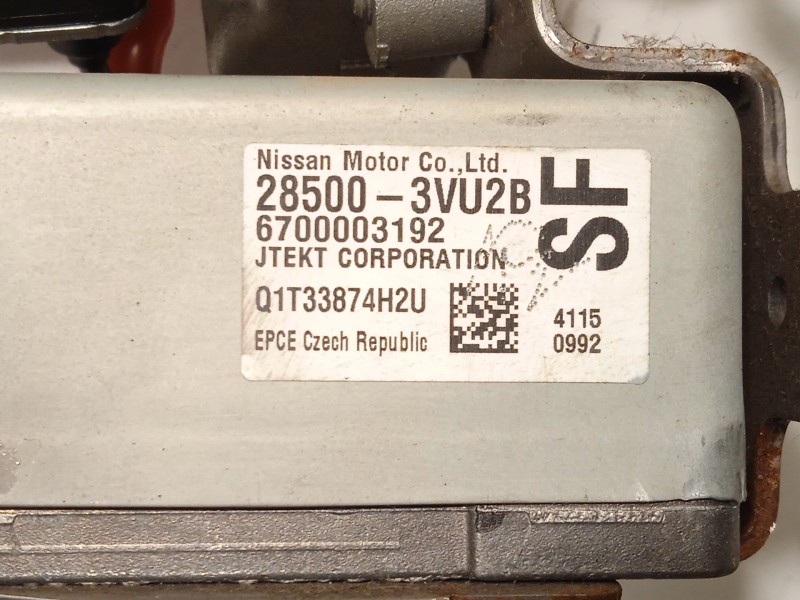 Nissan Motor Co.,Ltd.
28500-3VU2B
SF
6700003192
JTEKT CORPORATION
Q1T33874H2U
4115
EPCE Czech Republic
0992